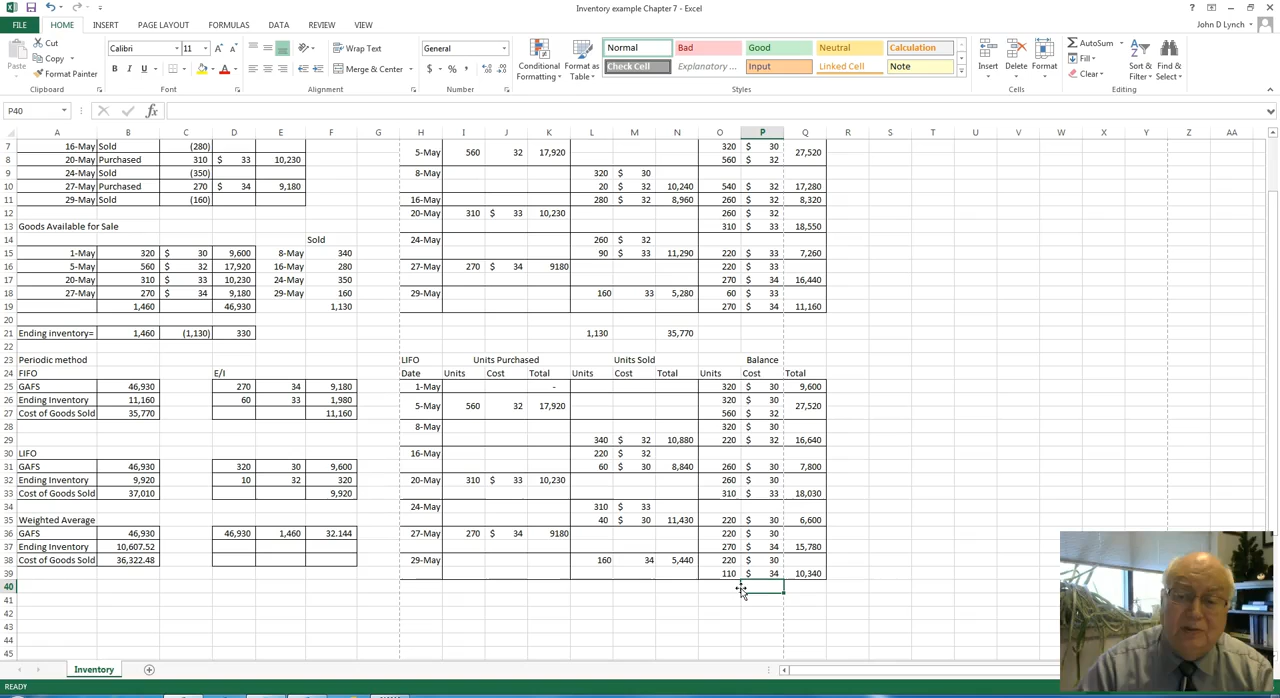 Inventory example Chapter 7 - Excel
FILE HOME INSERT PAGE LAYOUT FORMULAS DATA REVIEW VIEW John D Lynch
Cut Calibri 11 Wrap Text General Normal Bad Good Neutral Calculation AutoSum
Paste Copy Conditional Formatting Format as Table Insert Delete Format Fill Sort & Filter Find & Select
Format Painter B I U Merge & Center $ % , Check Cell Explanatory ... Input Linked Cell Note Clear
Clipboard Font Alignment Number Styles Cells Editing
P40 fx
A B C D E F G H I J K L M N O P Q R S T U V W X Y Z AA
7 16-May Sold (280) 5-May 560 32 17,920 320 $ 30 27,520
8 20-May Purchased 310 $ 33 10,230 560 $ 32
9 24-May Sold (350) 8-May 320 $ 30
10 27-May Purchased 270 $ 34 9,180 20 $ 32 10,240 540 $ 32 17,280
11 29-May Sold (160) 16-May 280 $ 32 8,960 260 $ 32 8,320
12 20-May 310 $ 33 10,230 260 $ 32
13 Goods Available for Sale 310 $ 33 18,550
14 Sold 24-May 260 $ 32
15 1-May 320 $ 30 9,600 8-May 340 90 $ 33 11,290 220 $ 33 7,260
16 5-May 560 $ 32 17,920 16-May 280 27-May 270 $ 34 9180 220 $ 33
17 20-May 310 $ 33 10,230 24-May 350 270 $ 34 16,440
18 27-May 270 $ 34 9,180 29-May 160 29-May 160 33 5,280 60 $ 33
19 1,460 46,930 1,130 270 $ 34 11,160
20
21 Ending inventory= 1,460 (1,130) 330 1,130 35,770
22
23 Periodic method LIFO Units Purchased Units Sold Balance
24 FIFO E/I Date Units Cost Total Units Cost Total Units Cost Total
25 GAFS 46,930 270 34 9,180 1-May - 320 $ 30 9,600
26 Ending Inventory 11,160 60 33 1,980 5-May 560 32 17,920 320 $ 30 27,520
27 Cost of Goods Sold 35,770 11,160 560 $ 32
28 8-May 320 $ 30
29 340 $ 32 10,880 220 $ 32 16,640
30 LIFO 16-May 220 $ 32
31 GAFS 46,930 320 30 9,600 60 $ 30 8,840 260 $ 30 7,800
32 Ending Inventory 9,920 10 32 320 20-May 310 $ 33 10,230 260 $ 30
33 Cost of Goods Sold 37,010 9,920 310 $ 33 18,030
34 24-May 310 $ 33
35 Weighted Average 40 $ 30 11,430 220 $ 30 6,600
36 GAFS 46,930 46,930 1,460 32.144 27-May 270 $ 34 9180 220 $ 30
37 Ending Inventory 10,607.52 270 $ 34 15,780
38 Cost of Goods Sold 36,322.48 29-May 160 34 5,440 220 $ 30
39 110 $ 34 10,340
40
41
42
43
44
45
Inventory
READY